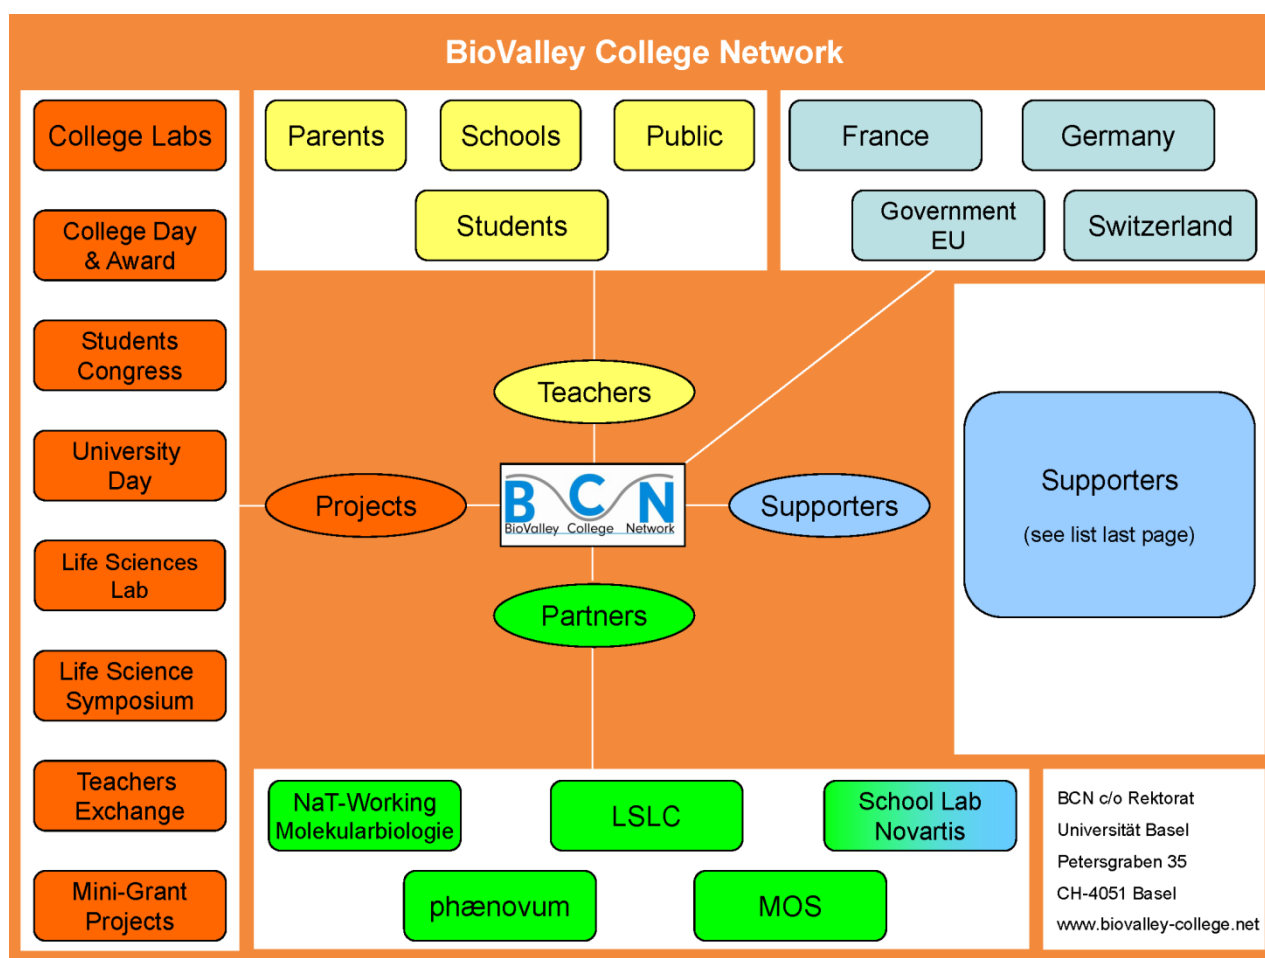 BioValley College Network
College Labs
College Day
& Award
Students
Congress
University
Day
Life Sciences
Lab
Life Science
Symposium
Teachers
Exchange
Mini-Grant
Projects
Parents
Schools
Public
Students
France
Germany
Government
EU
Switzerland
Teachers
Projects
B C N
BioValley College Network
Supporters
Partners
Supporters
(see list last page)
NaT-Working
Molekularbiologie
LSLC
School Lab
Novartis
phænovum
MOS
BCN c/o Rektorat
Universität Basel
Petersgraben 35
CH-4051 Basel
www.biovalley-college.net